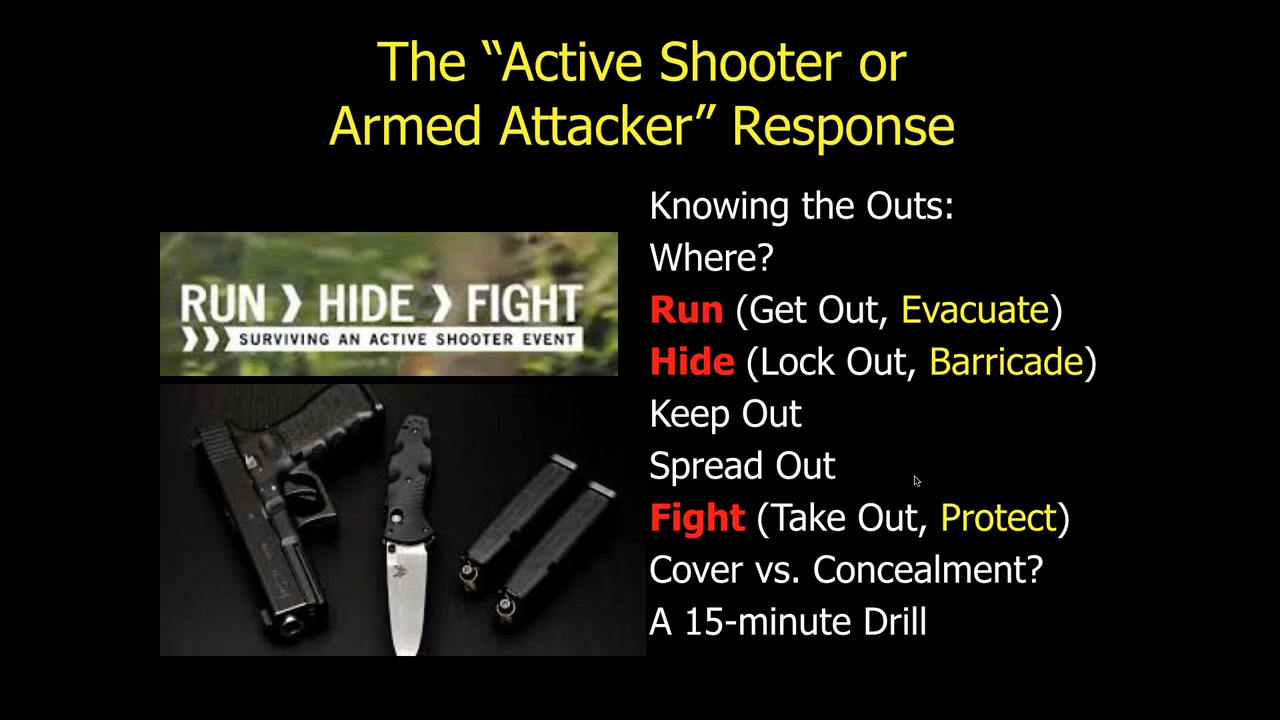 The “Active Shooter or
Armed Attacker” Response
RUN ❯ HIDE ❯ FIGHT
SURVIVING AN ACTIVE SHOOTER EVENT
Knowing the Outs:
Where?
Run (Get Out, Evacuate)
Hide (Lock Out, Barricade)
Keep Out
Spread Out
Fight (Take Out, Protect)
Cover vs. Concealment?
A 15-minute Drill